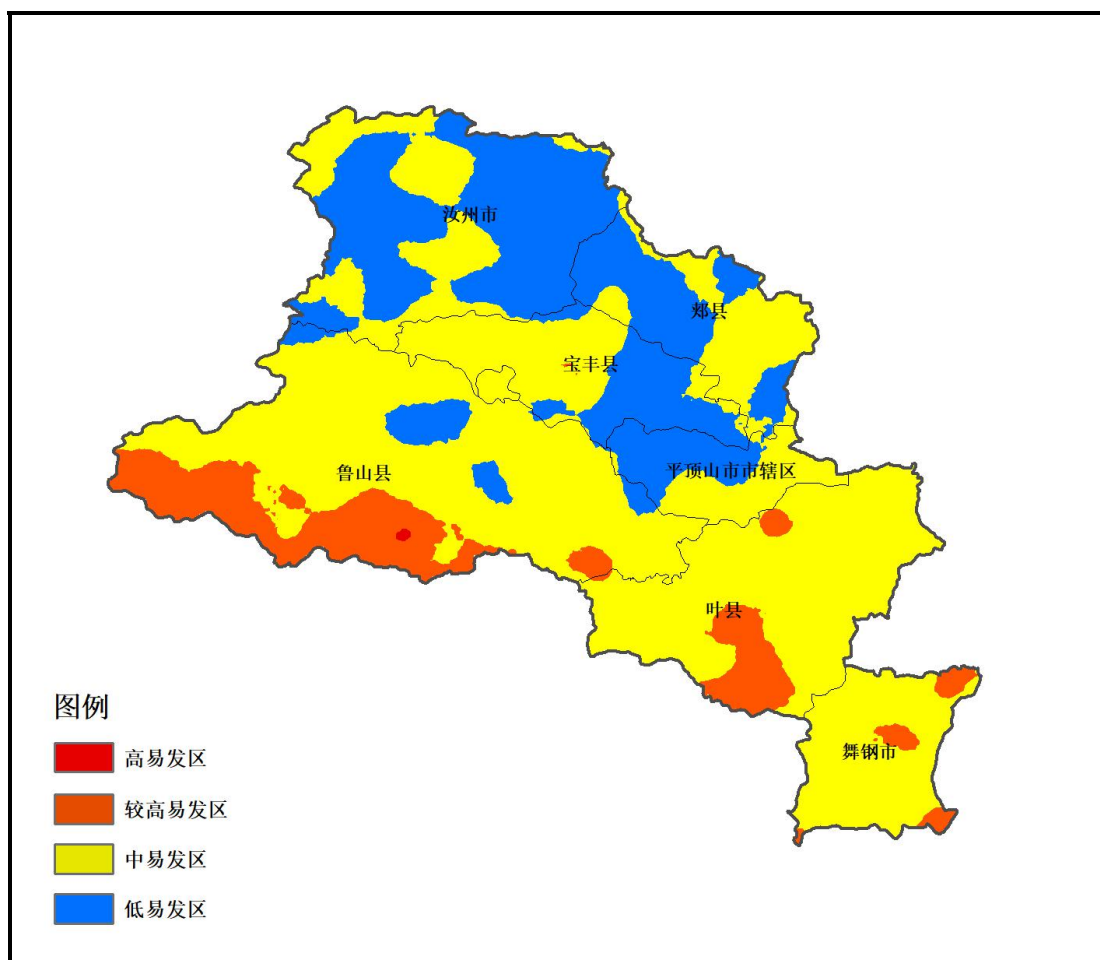 汝州市
郏县
宝丰县
平顶山市市辖区
鲁山县
叶县
舞钢市
图例
高易发区
较高易发区
中易发区
低易发区